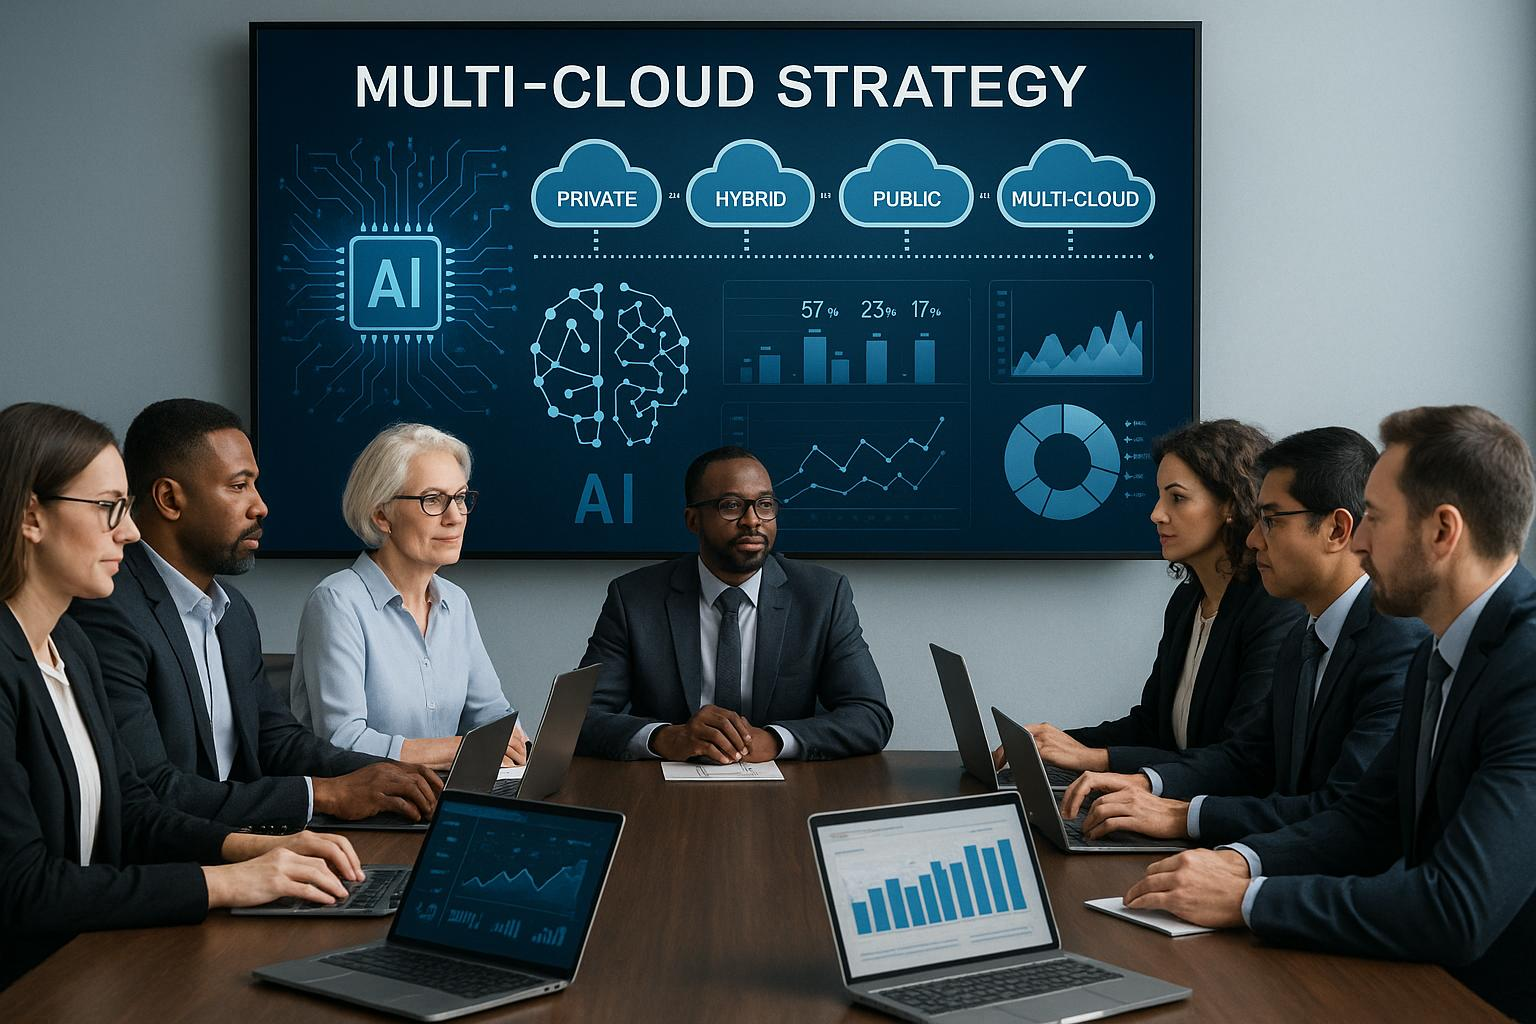 MULTI-CLOUD STRATEGY
PRIVATE
HYBRID
PUBLIC
MULTI-CLOUD
AI
57% 23% 17%
AI